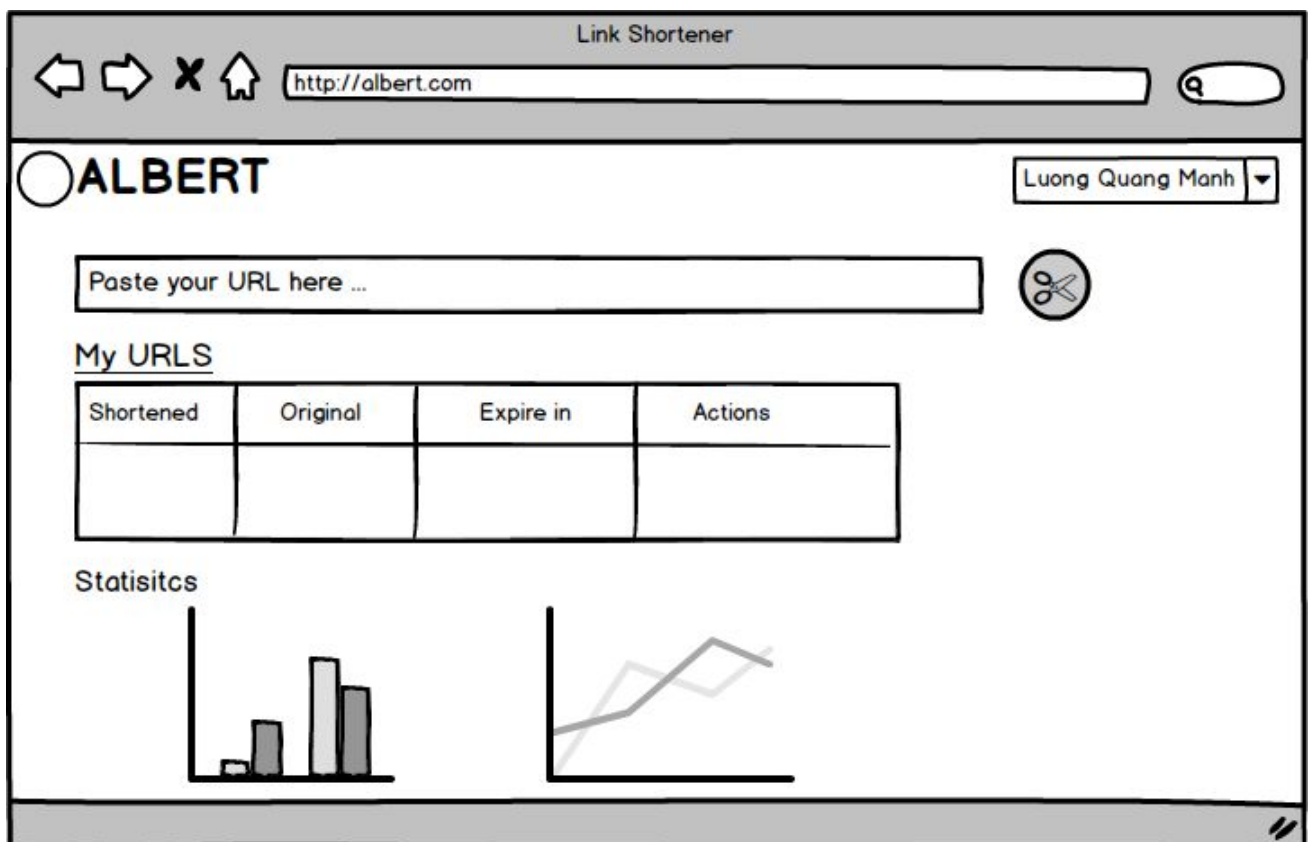 Link Shortener
http://albert.com
ALBERT
Luong Quang Manh
Paste your URL here ...
My URLS
Shortened Original Expire in Actions
Statisitcs